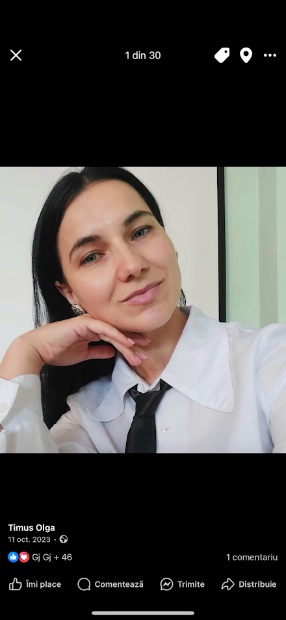 1 din 30
Timus Olga
11 oct. 2023 ·
Gj Gj + 46
1 comentariu
Îmi place
Comentează
Trimite
Distribuie